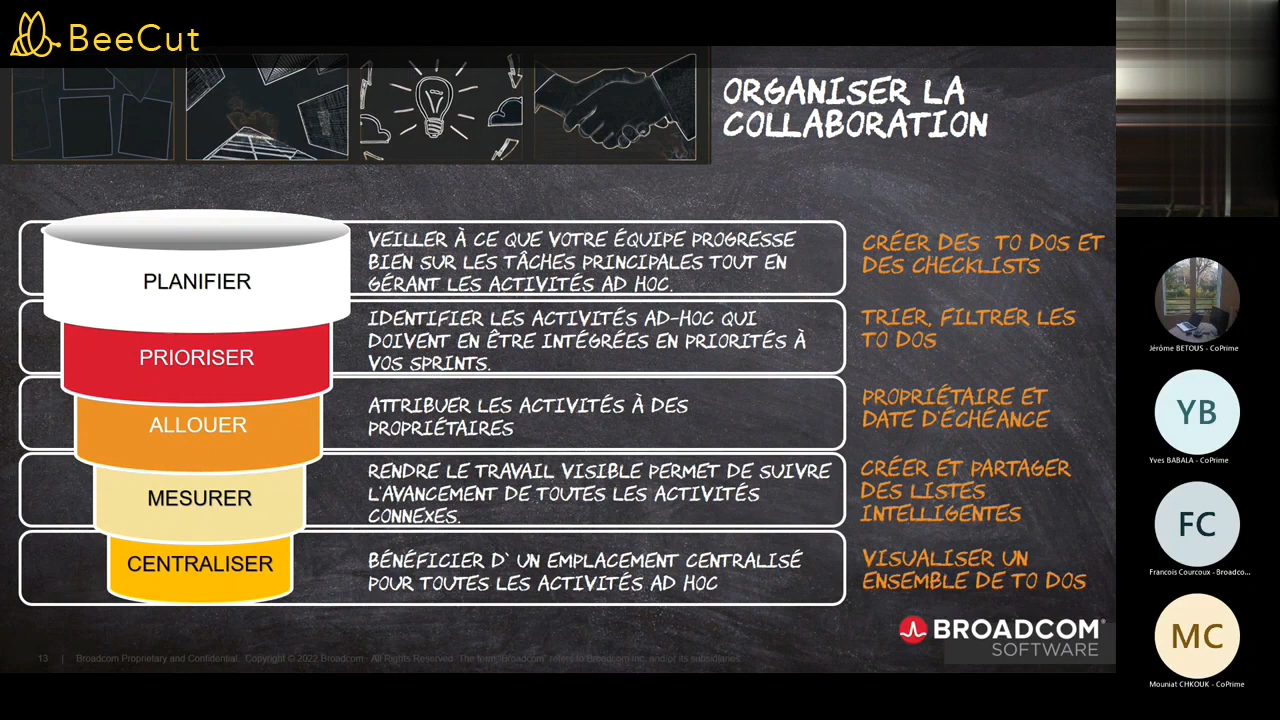 BeeCut
ORGANISER LA
COLLABORATION
PLANIFIER
VEILLER À CE QUE VOTRE ÉQUIPE PROGRESSE
BIEN SUR LES TÂCHES PRINCIPALES TOUT EN
GÉRANT LES ACTIVITÉS AD HOC.
CRÉER DES TO DOS ET
DES CHECKLISTS
PRIORISER
IDENTIFIER LES ACTIVITÉS AD-HOC QUI
DOIVENT EN ÊTRE INTÉGRÉES EN PRIORITÉS À
VOS SPRINTS.
TRIER, FILTRER LES
TO DOS
ALLOUER
ATTRIBUER LES ACTIVITÉS À DES
PROPRIÉTAIRES
PROPRIÉTAIRE ET
DATE D'ÉCHÉANCE
MESURER
RENDRE LE TRAVAIL VISIBLE PERMET DE SUIVRE
L'AVANCEMENT DE TOUTES LES ACTIVITÉS
CONNEXES.
CRÉER ET PARTAGER
DES LISTES
INTELLIGENTES
CENTRALISER
BÉNÉFICIER D` UN EMPLACEMENT CENTRALISÉ
POUR TOUTES LES ACTIVITÉS AD HOC
VISUALISER UN
ENSEMBLE DE TO DOS
BROADCOM®
SOFTWARE
13 | Broadcom Proprietary and Confidential. Copyright © 2022 Broadcom. All Rights Reserved. The term "Broadcom" refers to Broadcom Inc. and/or its subsidiaries.
Jérôme BETOUS - CoPrime
YB
Yves BABALA - CoPrime
FC
Francois Courcoux - Broadco...
MC
Mouniat CHKOUK - CoPrime